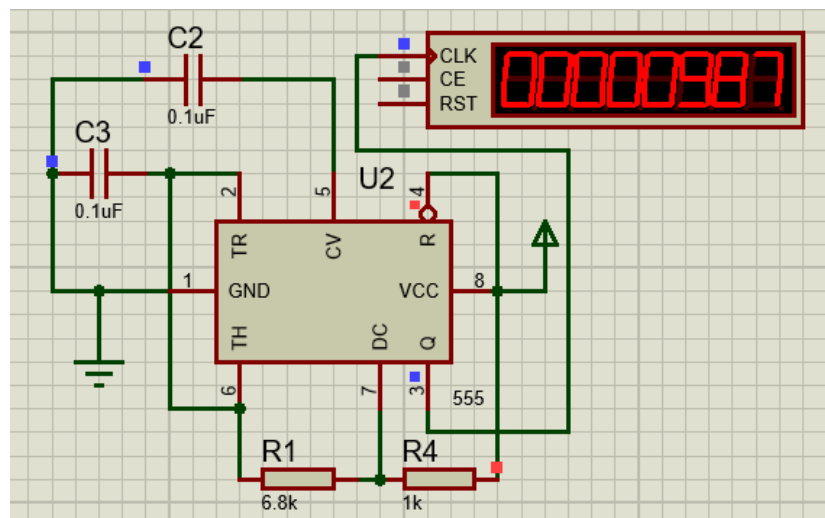 C2
0.1uF
CLK
CE
RST
00000987
C3
0.1uF
U2
2
5
4
TR
CV
R
1
GND
VCC
8
TH
DC
Q
6
7
3
555
R1
6.8k
R4
1k